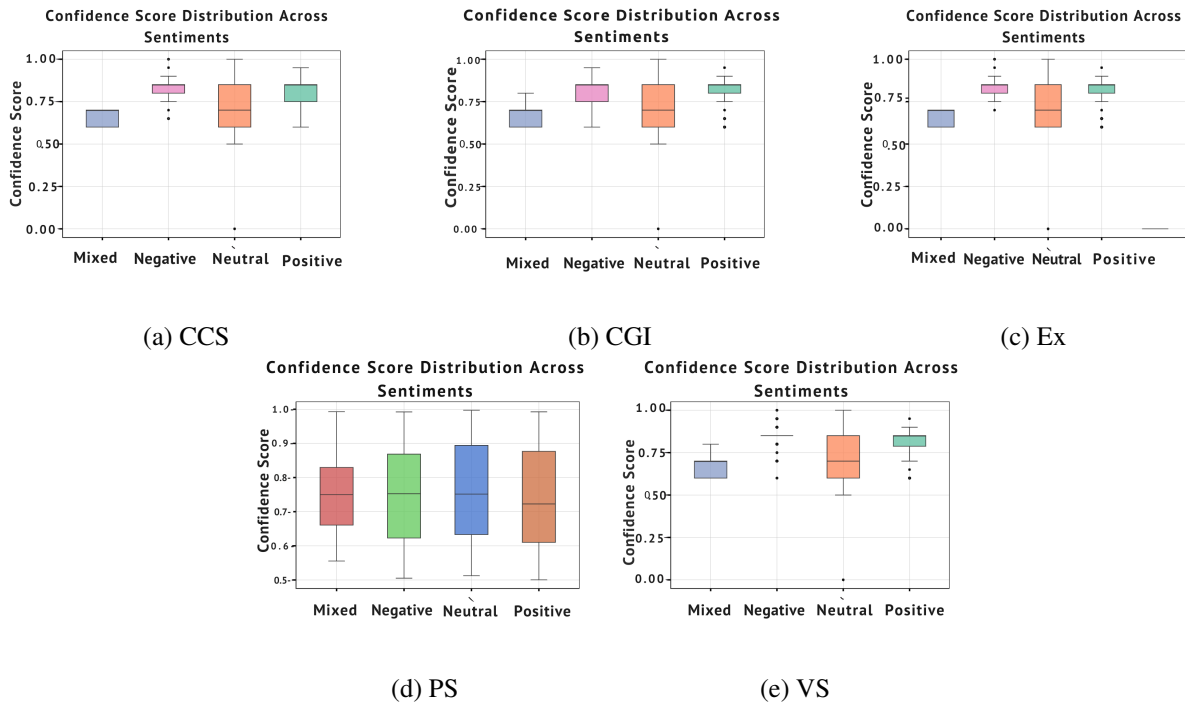 Confidence Score Distribution Across
Sentiments
Confidence Score
1.00
0.75
0.50
0.25
0.00
Mixed Negative Neutral Positive
(a) CCS
Confidence Score Distribution Across
Sentiments
Confidence Score
1.00
0.75
0.50
0.25
0.00
Mixed Negative Neutral Positive
(b) CGI
Confidence Score Distribution Across
Sentiments
Confidence Score
1.00
0.75
0.50
0.25
0.00
Mixed Negative Neutral Positive
(c) Ex
Confidence Score Distribution Across
Sentiments
Confidence Score
1.0
0.9
0.8
0.7
0.6
0.5
Mixed Negative Neutral Positive
(d) PS
Confidence Score Distribution Across
Sentiments
Confidence Score
1.00
0.75
0.50
0.25
0.00
Mixed Negative Neutral Positive
(e) VS